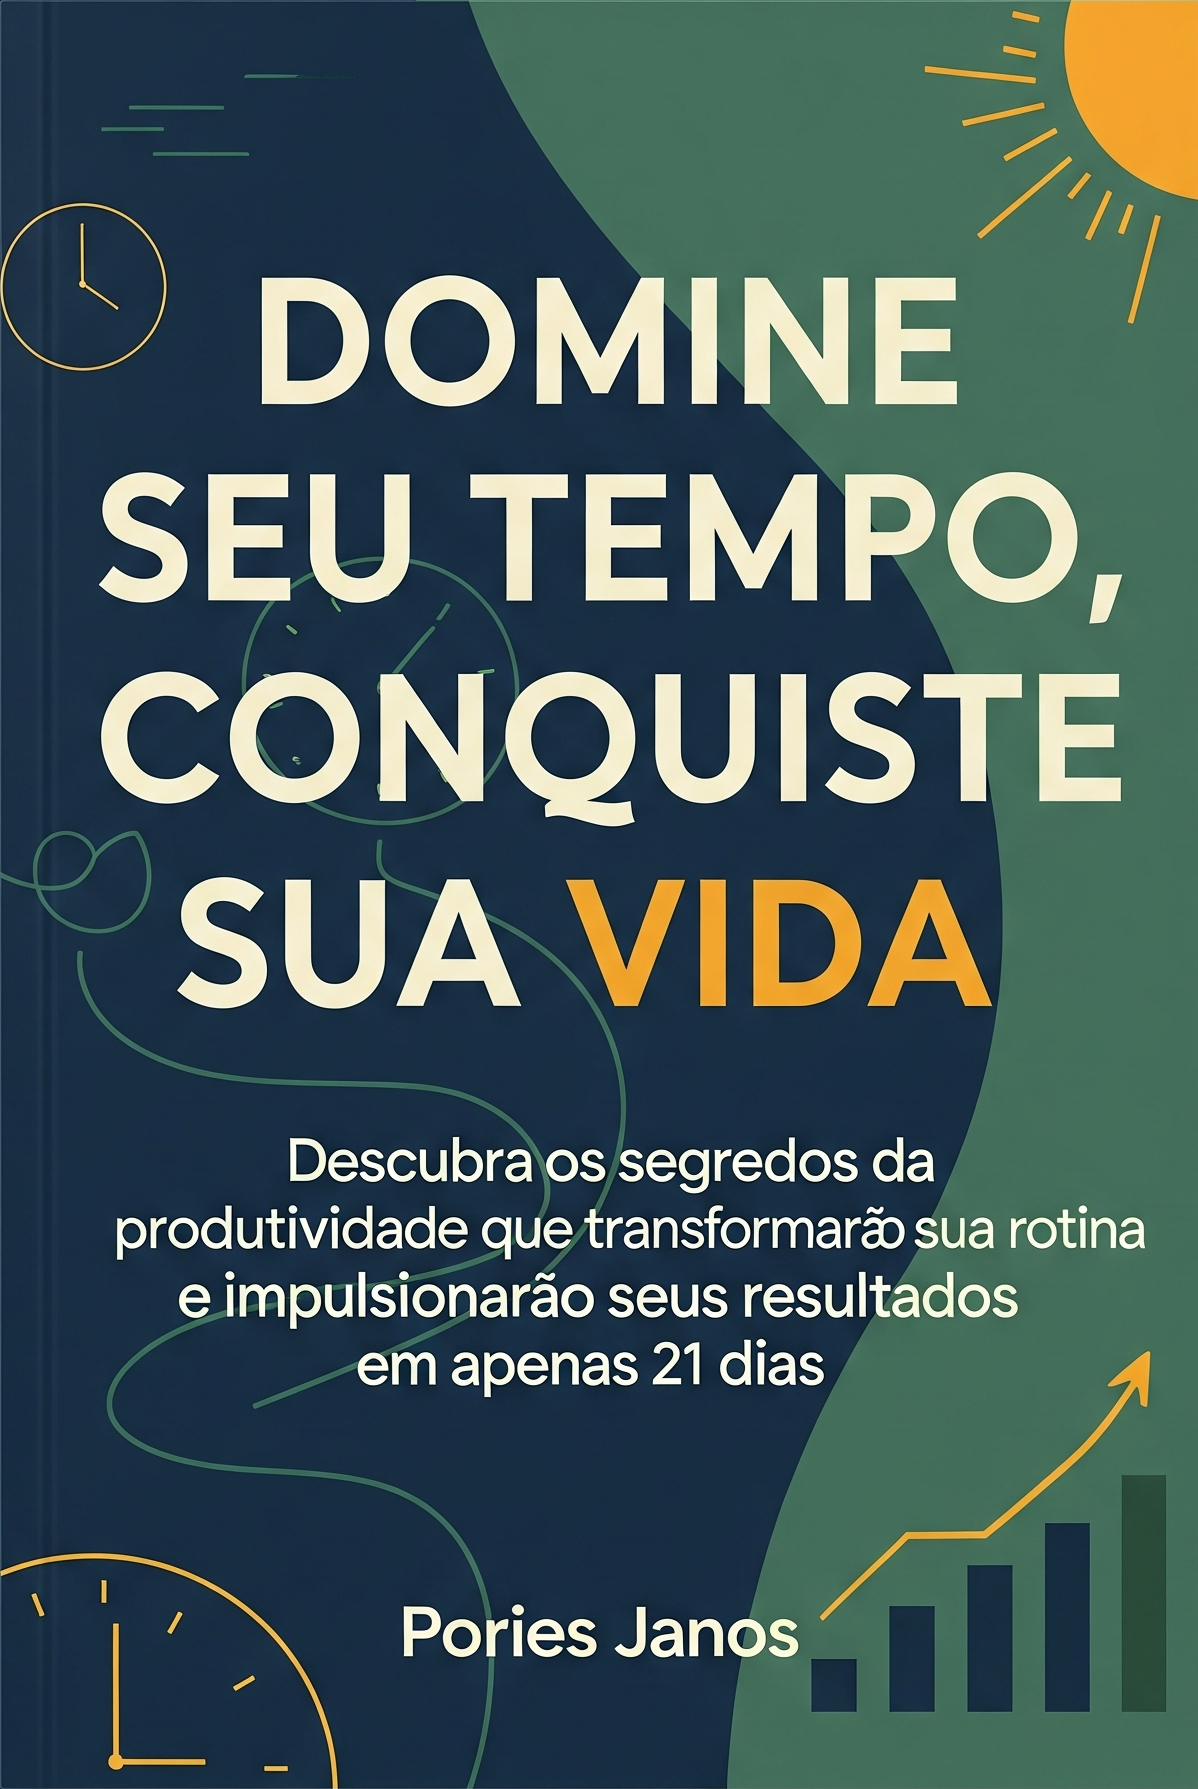 DOMINE
SEU TEMPO,
CONQUISTE
SUA VIDA
Descubra os segredos da
produtividade que transformarão sua rotina
e impulsionarão seus resultados
em apenas 21 dias
Pories Janos